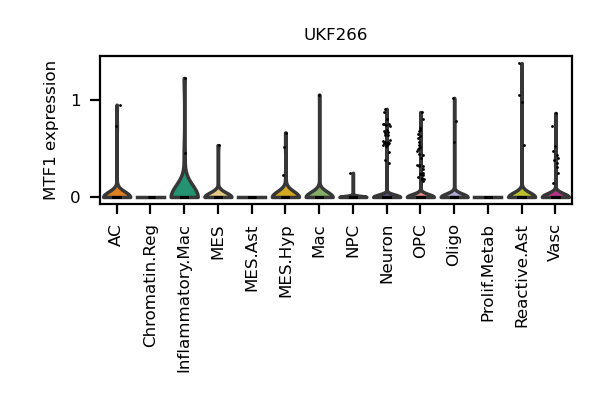 UKF266
MTF1 expression
1
0
AC
Chromatin.Reg
Inflammatory.Mac
MES
MES.Ast
MES.Hyp
Mac
NPC
Neuron
OPC
Oligo
Prolif.Metab
Reactive.Ast
Vasc